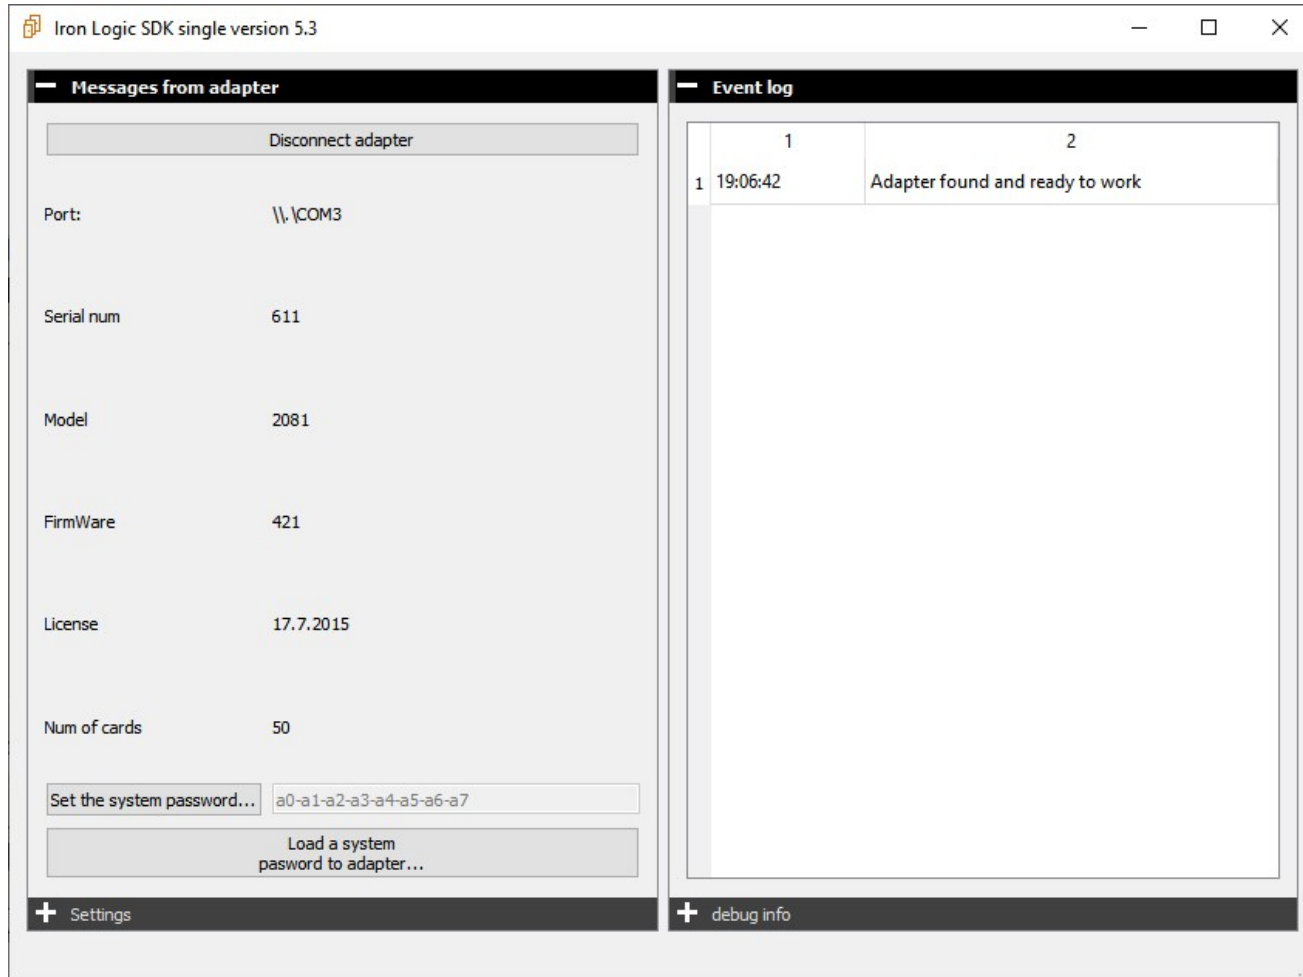 Iron Logic SDK single version 5.3
Messages from adapter
Disconnect adapter
Port: \\.\COM3
Serial num 611
Model 2081
FirmWare 421
License 17.7.2015
Num of cards 50
Set the system password... a0-a1-a2-a3-a4-a5-a6-a7
Load a system
pasword to adapter...
Settings
Event log
1 2
1 19:06:42 Adapter found and ready to work
debug info